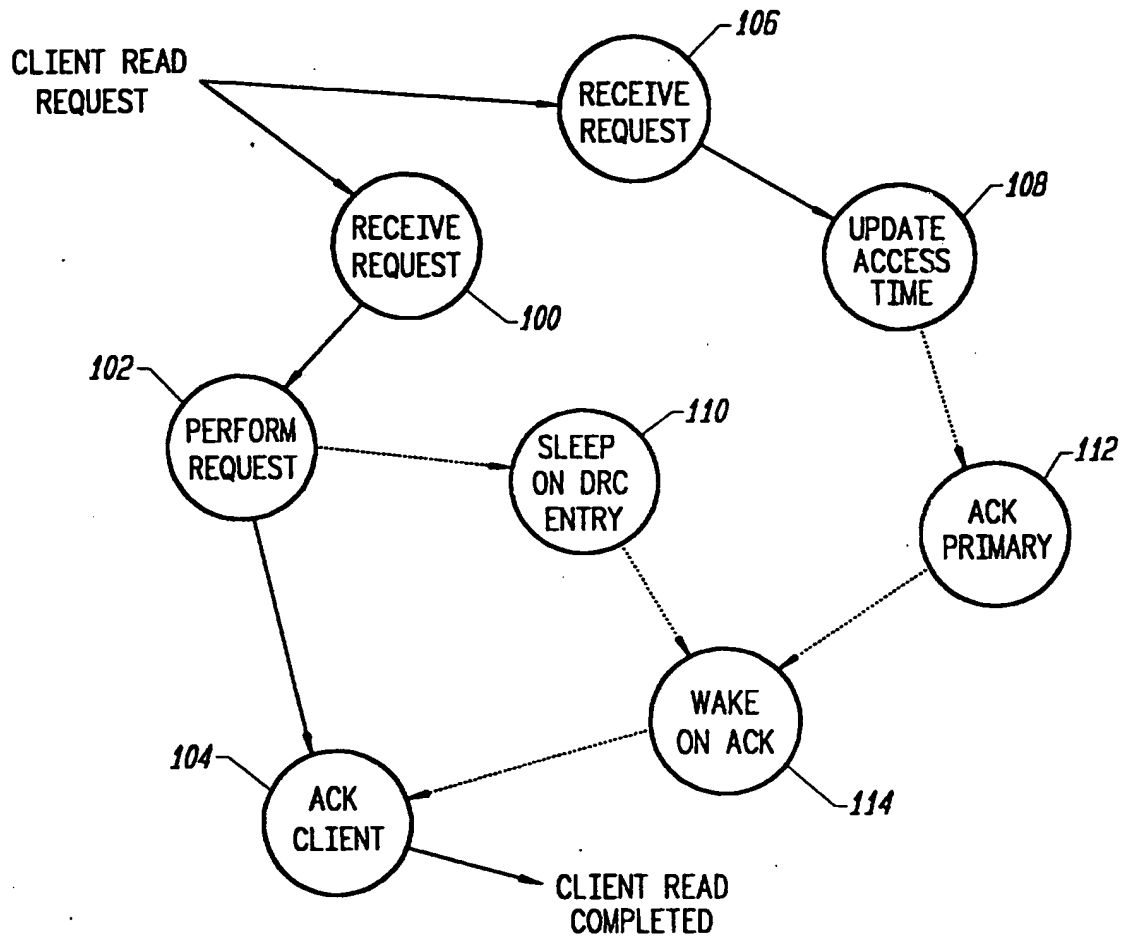 106
CLIENT READ
REQUEST
RECEIVE
REQUEST
108
RECEIVE
REQUEST
100
UPDATE
ACCESS
TIME
102
PERFORM
REQUEST
110
SLEEP
ON DRC
ENTRY
112
ACK
PRIMARY
WAKE
ON ACK
114
104
ACK
CLIENT
CLIENT READ
COMPLETED